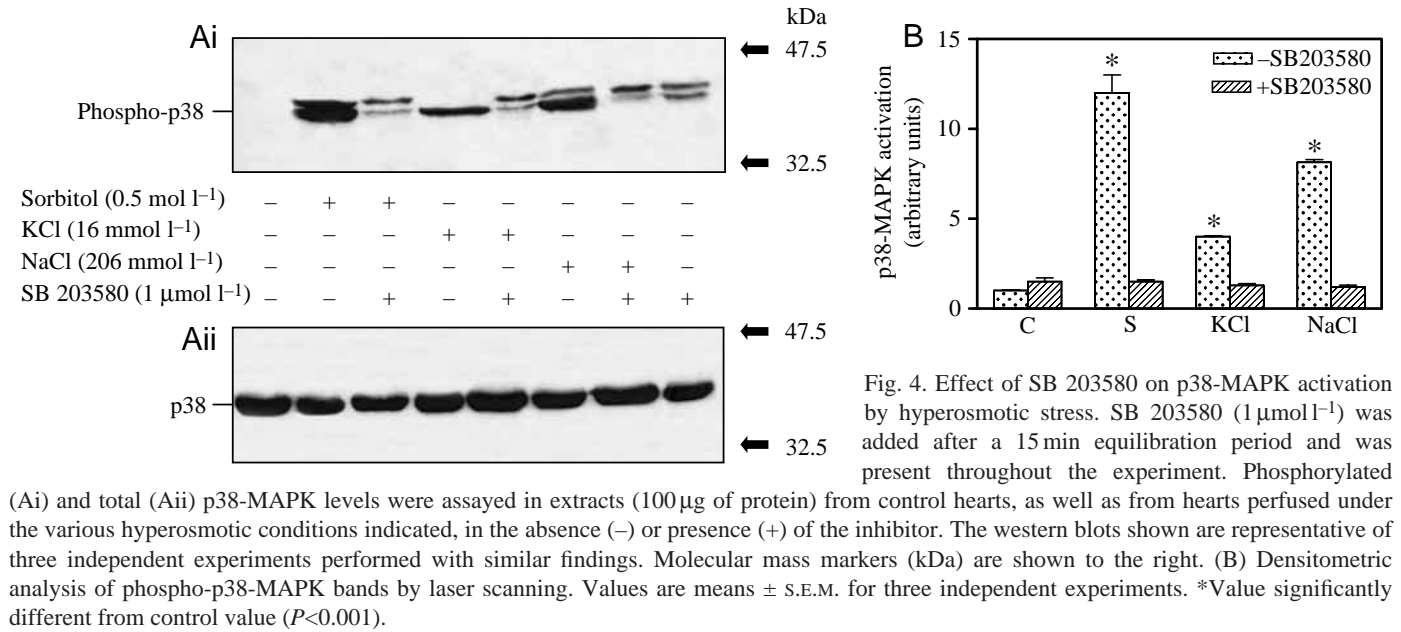 Ai
kDa
47.5
Phospho-p38
32.5
Sorbitol (0.5 mol l–1) – + + – – – – –
KCl (16 mmol l–1) – – – + + – – –
NaCl (206 mmol l–1) – – – – – + + –
SB 203580 (1 μmol l–1) – – + – + – + +
Aii
47.5
p38
32.5
B
15
10
5
0
p38-MAPK activation
(arbitrary units)
–SB203580
+SB203580
* * *
C S KCl NaCl
Fig. 4. Effect of SB 203580 on p38-MAPK activation
by hyperosmotic stress. SB 203580 (1 μmol l–1) was
added after a 15 min equilibration period and was
present throughout the experiment. Phosphorylated
(Ai) and total (Aii) p38-MAPK levels were assayed in extracts (100 μg of protein) from control hearts, as well as from hearts perfused under
the various hyperosmotic conditions indicated, in the absence (–) or presence (+) of the inhibitor. The western blots shown are representative of
three independent experiments performed with similar findings. Molecular mass markers (kDa) are shown to the right. (B) Densitometric
analysis of phospho-p38-MAPK bands by laser scanning. Values are means ± S.E.M. for three independent experiments. *Value significantly
different from control value (P<0.001).